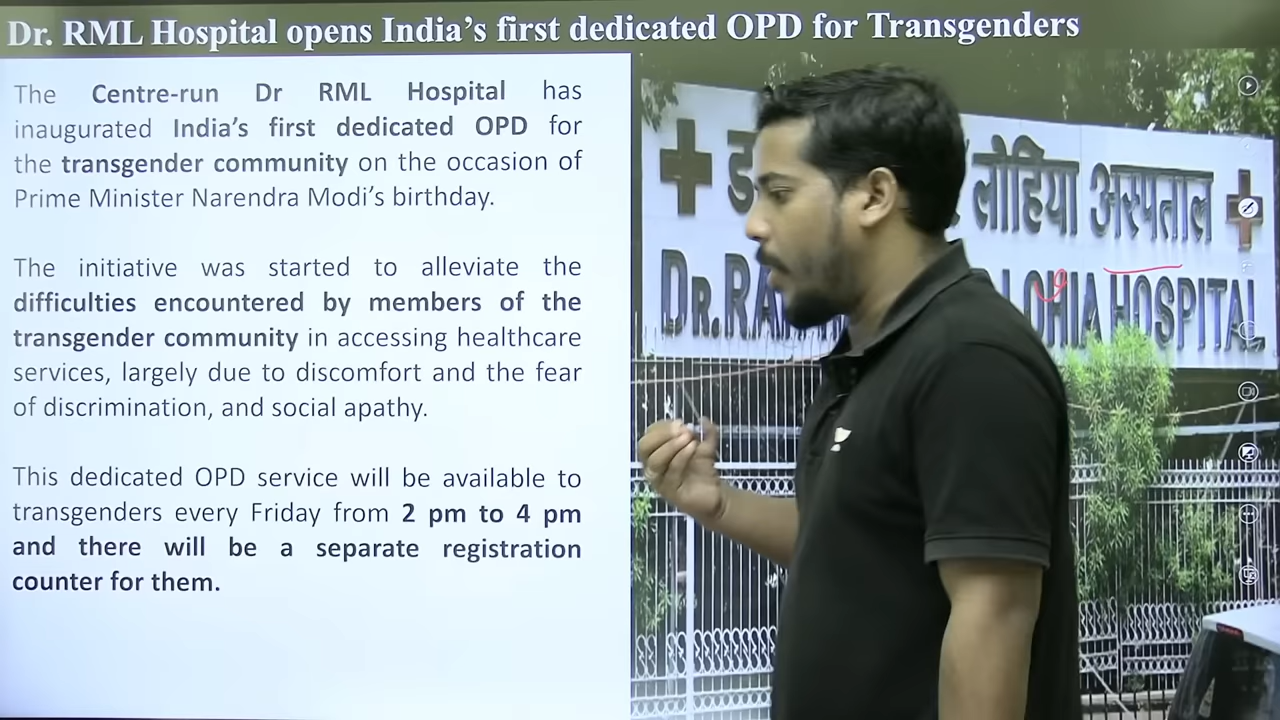 Dr. RML Hospital opens India's first dedicated OPD for Transgenders
The Centre-run Dr RML Hospital has
inaugurated India's first dedicated OPD for
the transgender community on the occasion of
Prime Minister Narendra Modi's birthday.
The initiative was started to alleviate the
difficulties encountered by members of the
transgender community in accessing healthcare
services, largely due to discomfort and the fear
of discrimination, and social apathy.
This dedicated OPD service will be available to
transgenders every Friday from 2 pm to 4 pm
and there will be a separate registration
counter for them.
लोहिया अस्पताल
DR. HOSPITAL